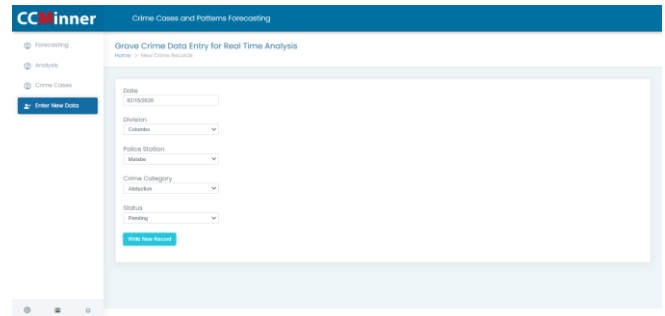 CCMinner
Crime Cases and Patterns Forecasting
Forecasting
Analysis
Crime Cases
Enter New Data
Grave Crime Data Entry for Real Time Analysis
Home > New Crime Records
Date
02/15/2020
Division
Colombo
Police Station
Malabe
Crime Category
Abduction
Status
Pending
Write New Record